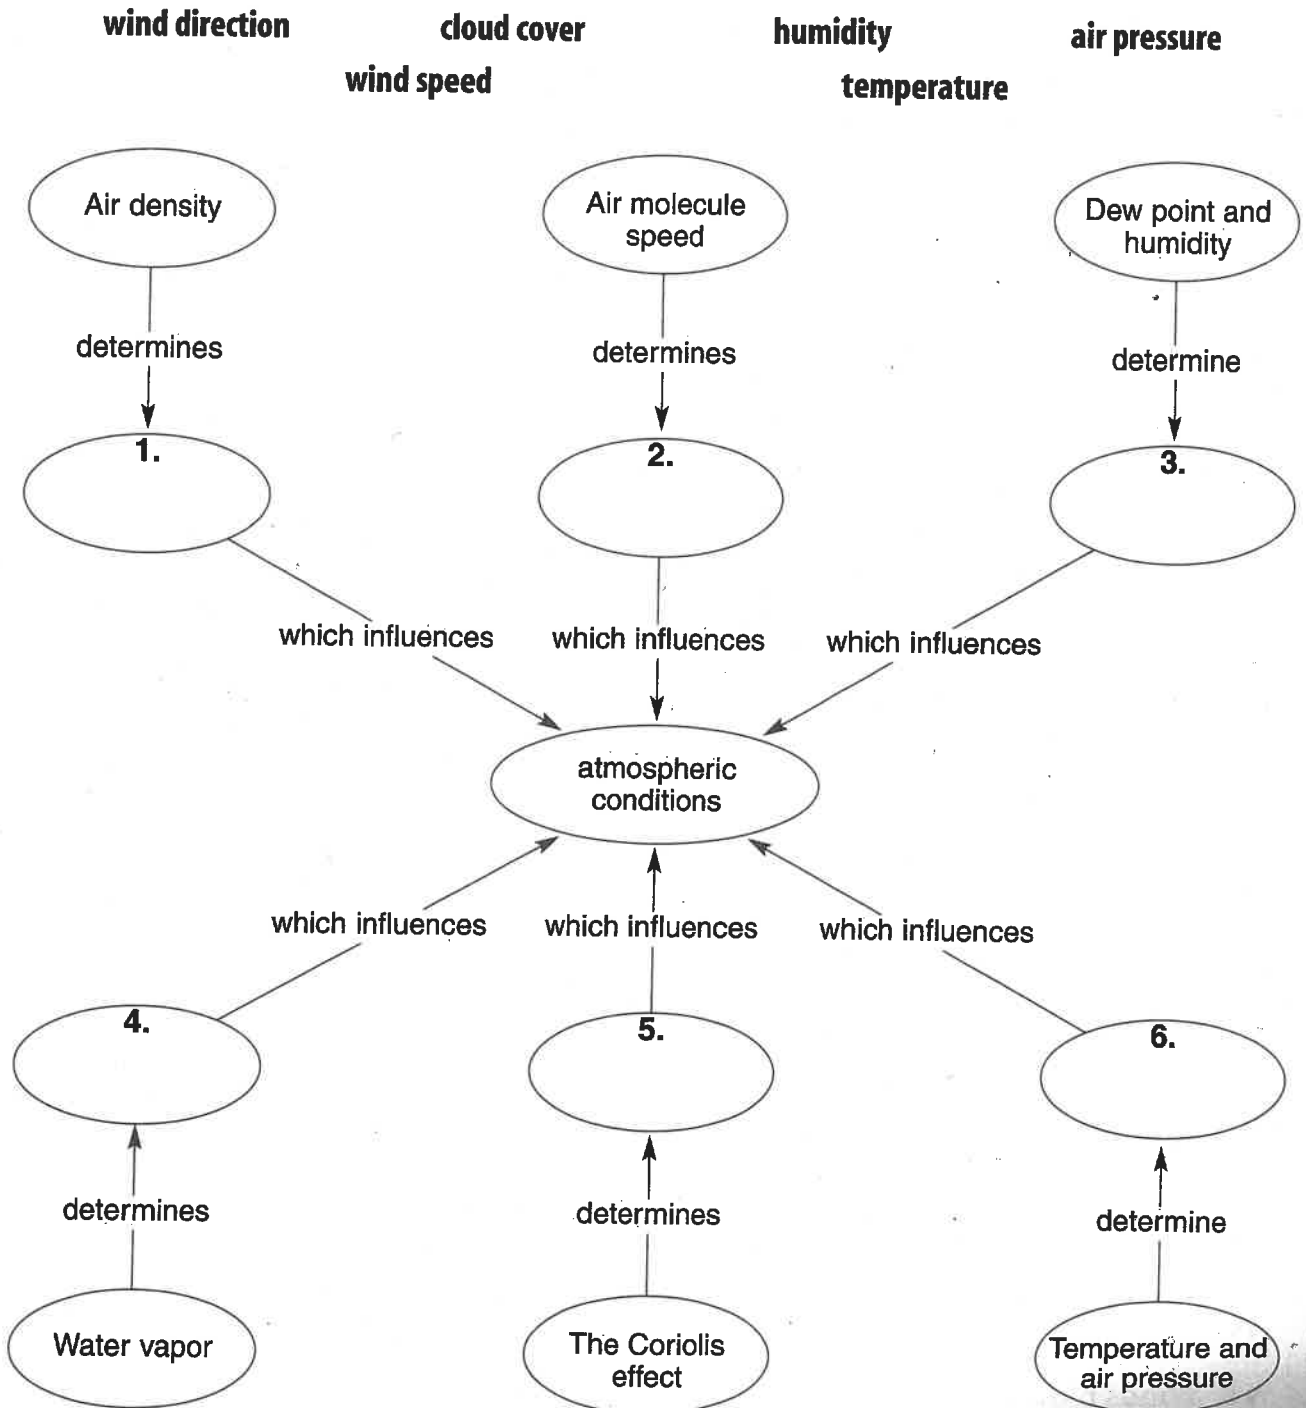 wind direction cloud cover humidity air pressure
wind speed temperature
Air density
Air molecule
speed
Dew point and
humidity
determines
determines
determine
1.
2.
3.
which influences
which influences
which influences
atmospheric
conditions
which influences
which influences
which influences
4.
5.
6.
determines
determines
determine
Water vapor
The Coriolis
effect
Temperature and
air pressure